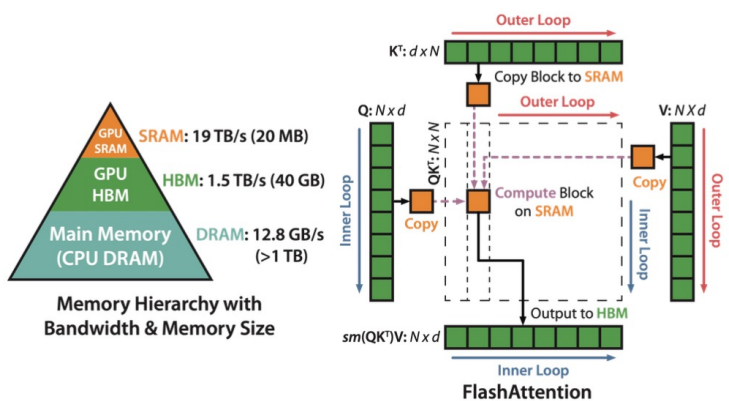 GPU
SRAM
SRAM: 19 TB/s (20 MB)
GPU
HBM
HBM: 1.5 TB/s (40 GB)
Main Memory
(CPU DRAM)
DRAM: 12.8 GB/s
(>1 TB)
Memory Hierarchy with
Bandwidth & Memory Size
Outer Loop
Kᵀ: d x N
Copy Block to SRAM
Outer Loop
Q: N x d
V: N X d
QKᵀ: N x N
Inner Loop
Copy
Compute Block
on SRAM
Copy
Inner Loop
Outer Loop
Output to HBM
sm(QKᵀ)V: N x d
Inner Loop
FlashAttention